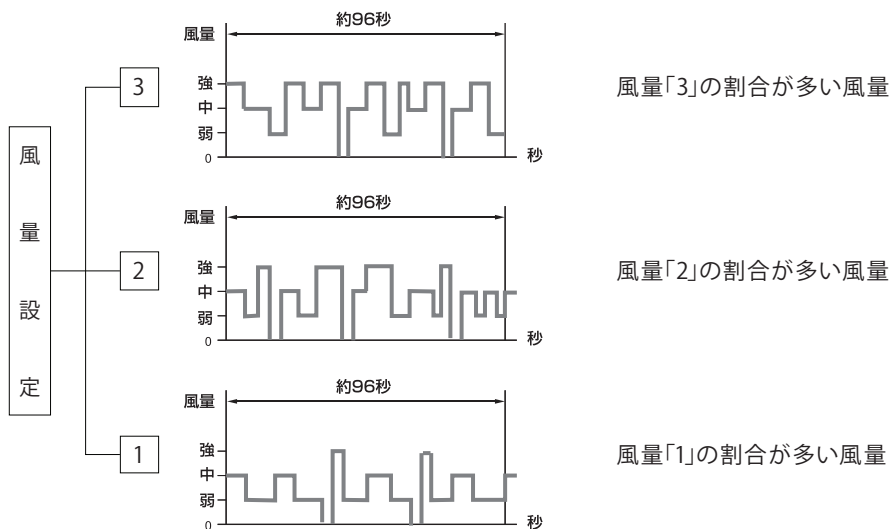 風量設定
3
風量
約96秒
強
中
弱
0
秒
風量「3」の割合が多い風量
2
風量
約96秒
強
中
弱
0
秒
風量「2」の割合が多い風量
1
風量
約96秒
強
中
弱
0
秒
風量「1」の割合が多い風量